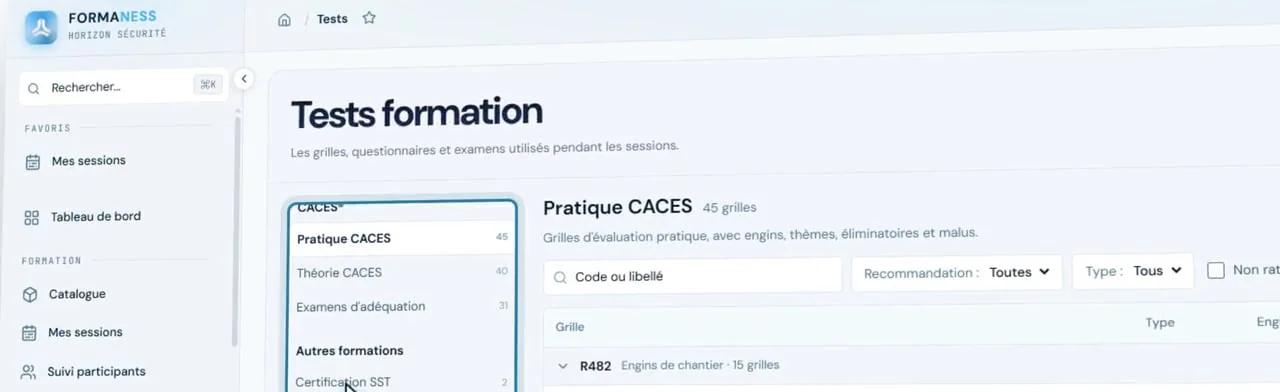 FORMANESS
HORIZON SÉCURITÉ
Rechercher...
⌘K
FAVORIS
Mes sessions
Tableau de bord
FORMATION
Catalogue
Mes sessions
Suivi participants
/ Tests
Tests formation
Les grilles, questionnaires et examens utilisés pendant les sessions.
CACES®
Pratique CACES 45
Théorie CACES 40
Examens d'adéquation 31
Autres formations
Certification SST 2
Pratique CACES 45 grilles
Grilles d'évaluation pratique, avec engins, thèmes, éliminatoires et malus.
Code ou libellé
Recommandation : Toutes
Type : Tous
Non rat
Grille Type Eng
R482 Engins de chantier · 15 grilles